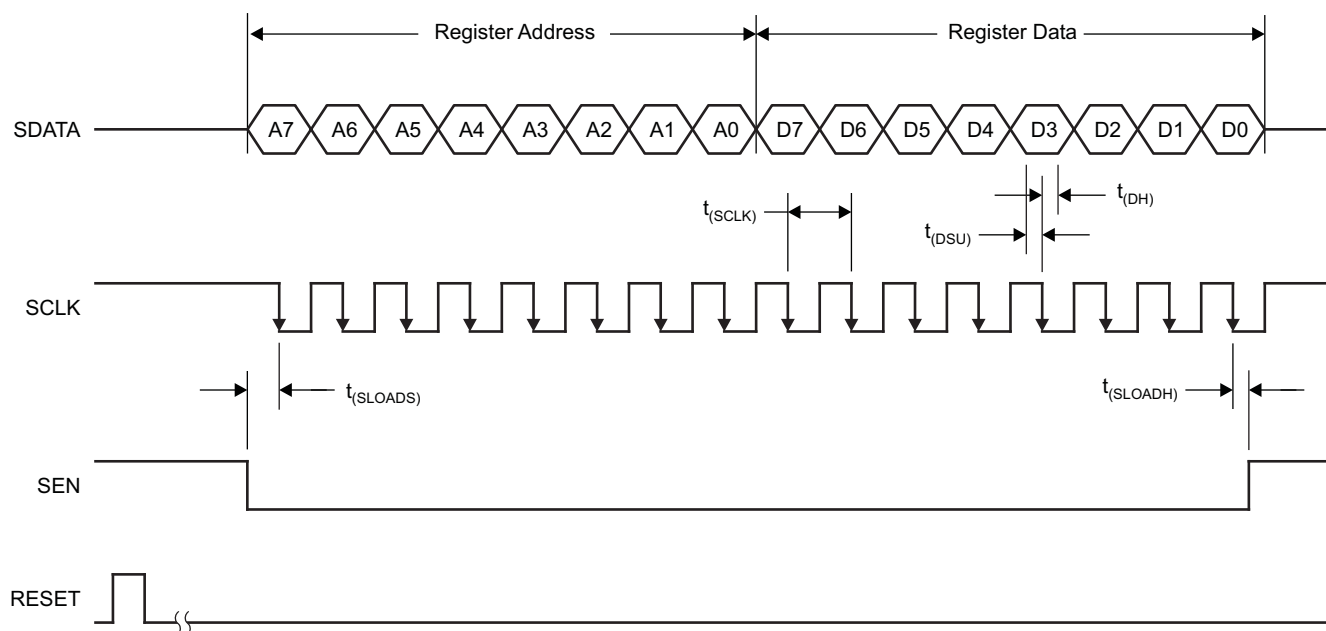 Register Address Register Data
SDATA A7 A6 A5 A4 A3 A2 A1 A0 D7 D6 D5 D4 D3 D2 D1 D0
t(SCLK) t(DH)
t(DSU)
SCLK
t(SLOADS) t(SLOADH)
SEN
RESET